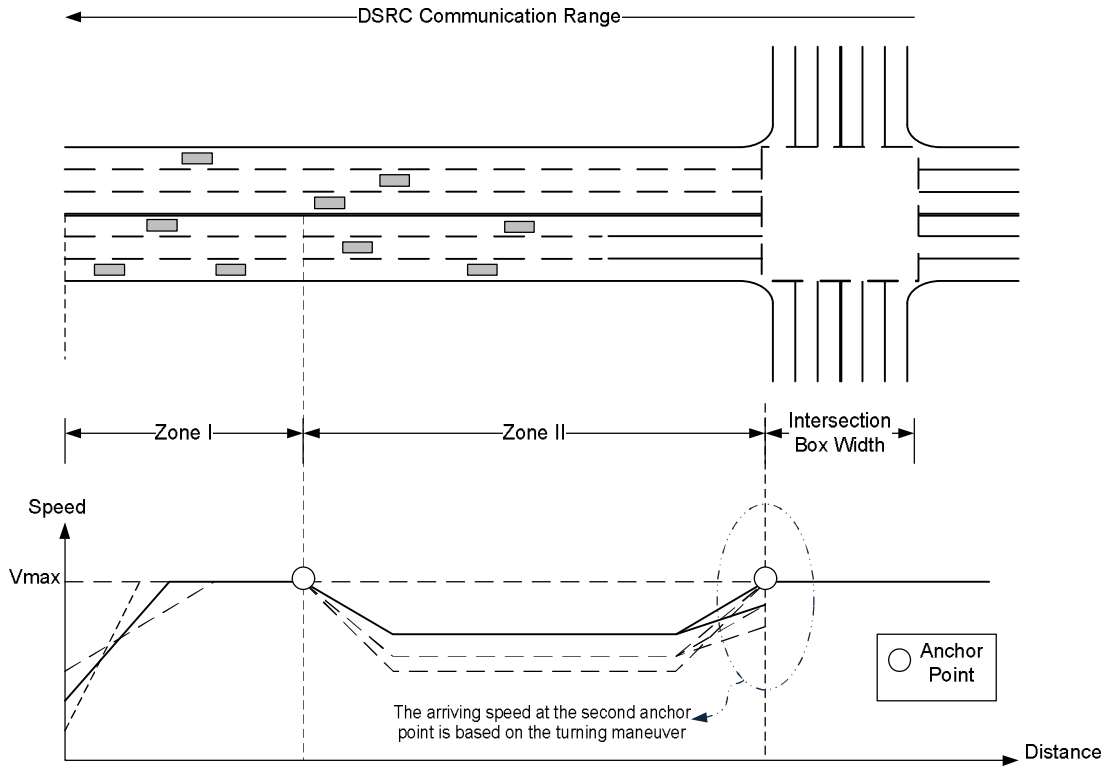 DSRC Communication Range
Zone I
Zone II
Intersection
Box Width
Speed
Vmax
Anchor
Point
The arriving speed at the second anchor
point is based on the turning maneuver
Distance